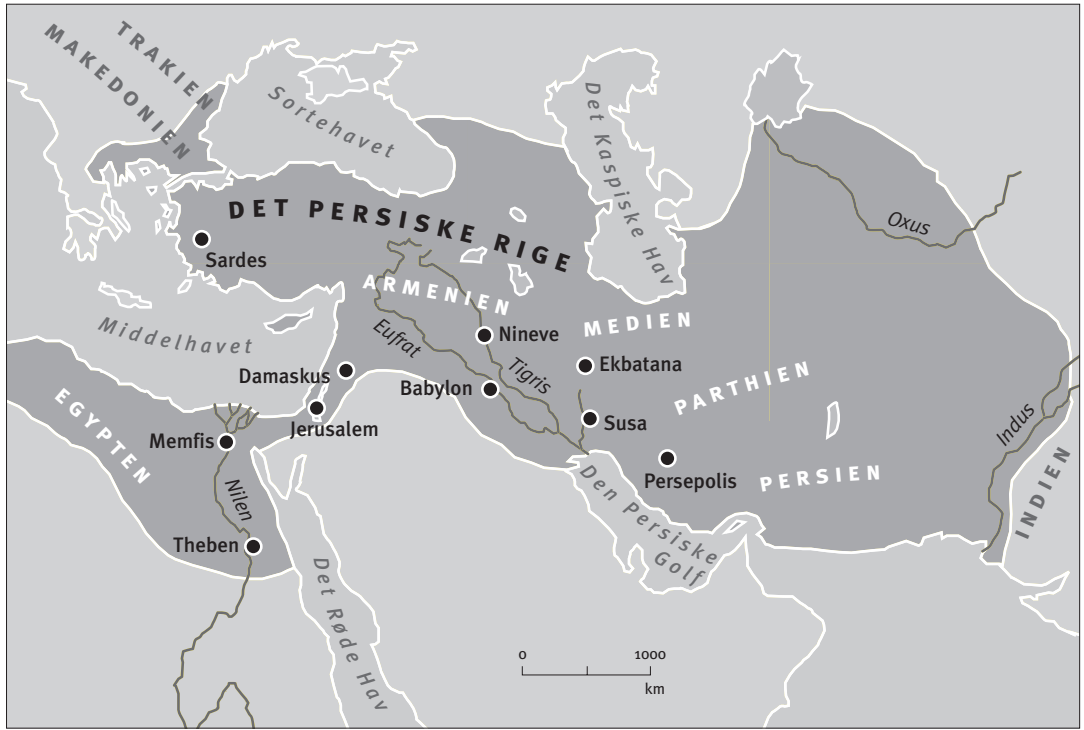 TRAKIEN
MAKEDONIEN
Sortehavet
Det Kaspiske Hav
DET PERSISKE RIGE
Oxus
Sardes
ARMENIEN
Middelhavet
Eufrat
Nineve
MEDIEN
Tigris
Ekbatana
Damaskus
Babylon
PARTHIEN
EGYPTEN
Jerusalem
Susa
Indus
Memfis
Persepolis
PERSIEN
INDIEN
Nilen
Den Persiske
Golf
Theben
Det Røde Hav
0 1000
km